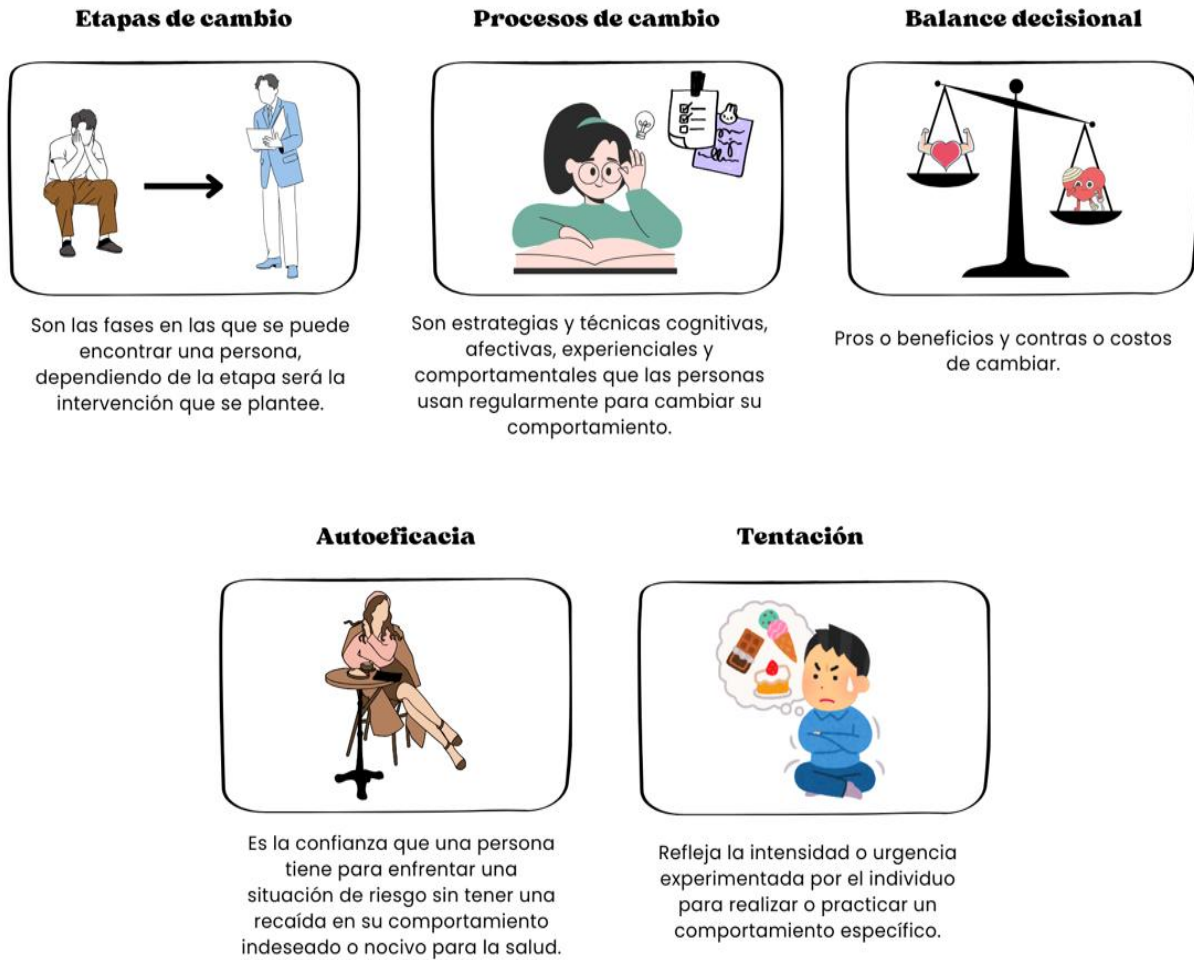 Etapas de cambio
Son las fases en las que se puede
encontrar una persona,
dependiendo de la etapa será la
intervención que se plantee.
Procesos de cambio
Son estrategias y técnicas cognitivas,
afectivas, experienciales y
comportamentales que las personas
usan regularmente para cambiar su
comportamiento.
Balance decisional
Pros o beneficios y contras o costos
de cambiar.
Autoeficacia
Es la confianza que una persona
tiene para enfrentar una
situación de riesgo sin tener una
recaída en su comportamiento
indeseado o nocivo para la salud.
Tentación
Refleja la intensidad o urgencia
experimentada por el individuo
para realizar o practicar un
comportamiento específico.